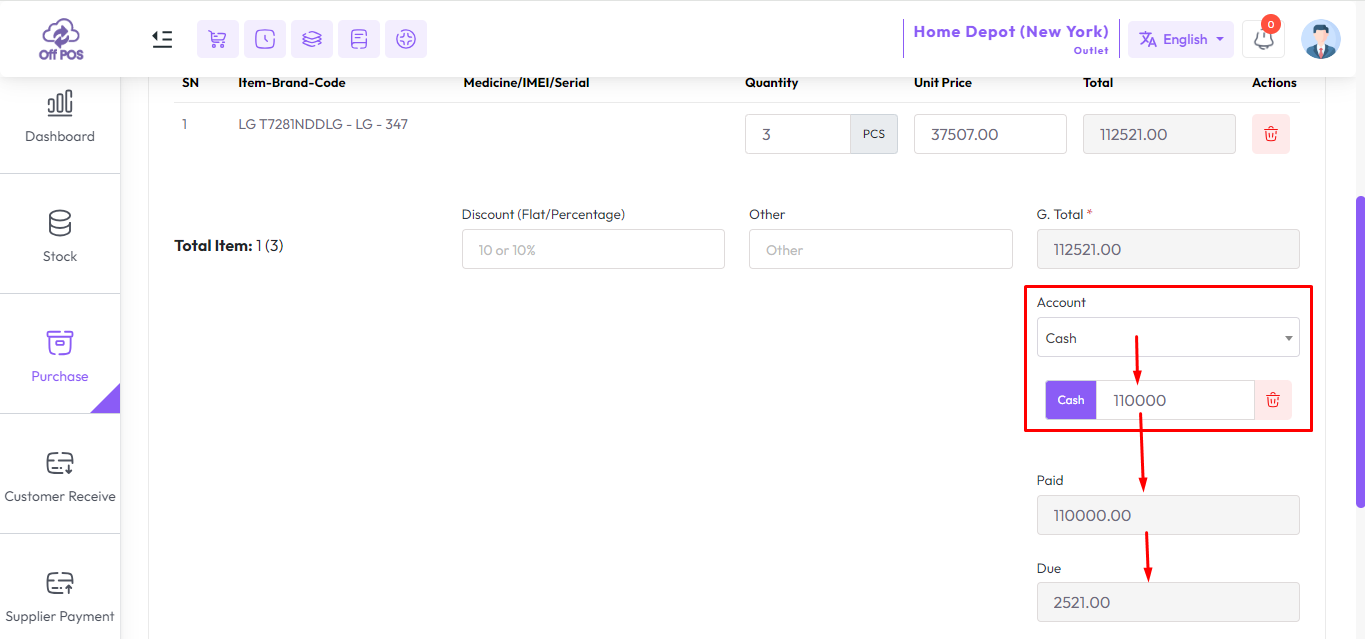 Off POS
Home Depot (New York)
Outlet
English
0
SN Item-Brand-Code Medicine/IMEI/Serial Quantity Unit Price Total Actions
1 LG T7281NDDLG - LG - 347 3 PCS 37507.00 112521.00
Dashboard
Stock
Purchase
Customer Receive
Supplier Payment
Total Item: 1 (3)
Discount (Flat/Percentage)
10 or 10%
Other
Other
G. Total *
112521.00
Account
Cash
Cash 110000
Paid
110000.00
Due
2521.00